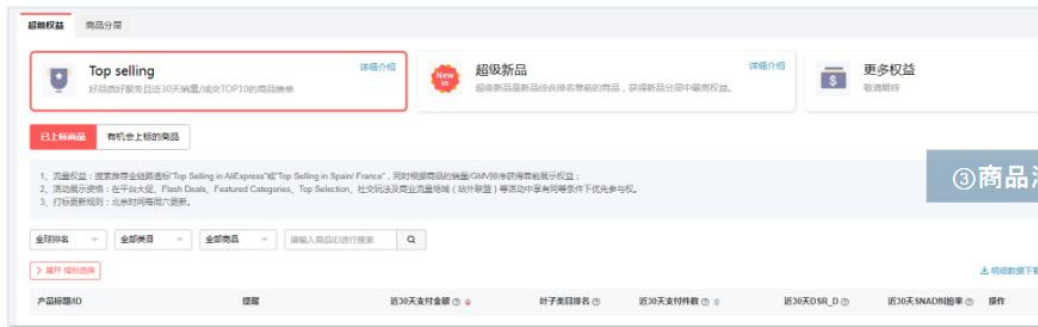 超级权益 商品分层
Top selling 详细介绍
好品质好服务且近30天销量/成交TOP10的商品榜单
New in
超级新品 详细介绍
超级新品是新品综合排名靠前的商品，获得新品分层中最高权益。
更多权益
敬请期待
已上标商品 有机会上标的商品
1、流量权益：搜索推荐全链路透标"Top Selling in AliExpress"或"Top Selling in Spain/ France"，同时根据商品的销量/GMV排序获得靠前展示权益；
2、活动展示资格：在平台大促、Flash Deals、Featured Categories、Top Selection、社交玩法及商业流量场域（站外联盟）等活动中享有同等条件下优先参与权。
3、打标更新规则：北京时间每周六更新。
③商品
全球排名 全部类目 全部商品 请输入商品ID进行搜索
展开 指标选择
明细数据下载
产品标题/ID 提醒 近30天支付金额 叶子类目排名 近30天支付件数 近30天DSR_D 近30天SNAD纠纷率 操作